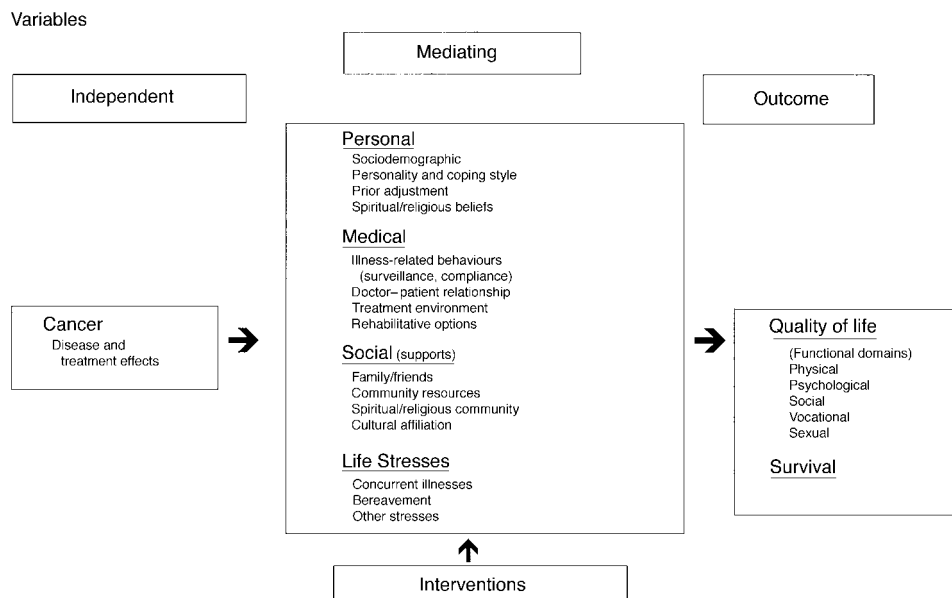 Variables
Mediating
Independent
Outcome
Personal
Sociodemographic
Personality and coping style
Prior adjustment
Spiritual/religious beliefs
Medical
Illness-related behaviours
(surveillance, compliance)
Doctor–patient relationship
Treatment environment
Rehabilitative options
Cancer
Disease and
treatment effects
Social (supports)
Family/friends
Community resources
Spiritual/religious community
Cultural affiliation
Life Stresses
Concurrent illnesses
Bereavement
Other stresses
Quality of life
(Functional domains)
Physical
Psychological
Social
Vocational
Sexual
Survival
Interventions